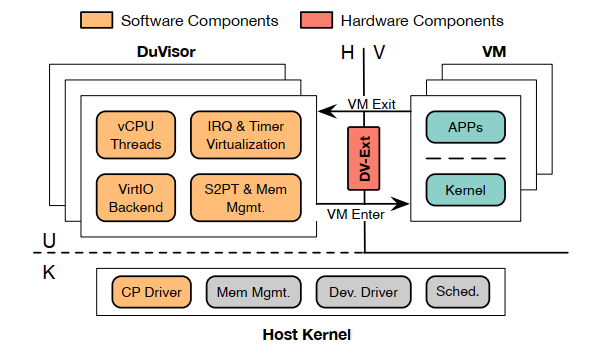 Software Components
Hardware Components
DuVisor
H
V
VM
vCPU
Threads
IRQ & Timer
Virtualization
VirtIO
Backend
S2PT & Mem
Mgmt.
VM Exit
DV-Ext
VM Enter
APPs
Kernel
U
K
CP Driver
Mem Mgmt.
Dev. Driver
Sched.
Host Kernel